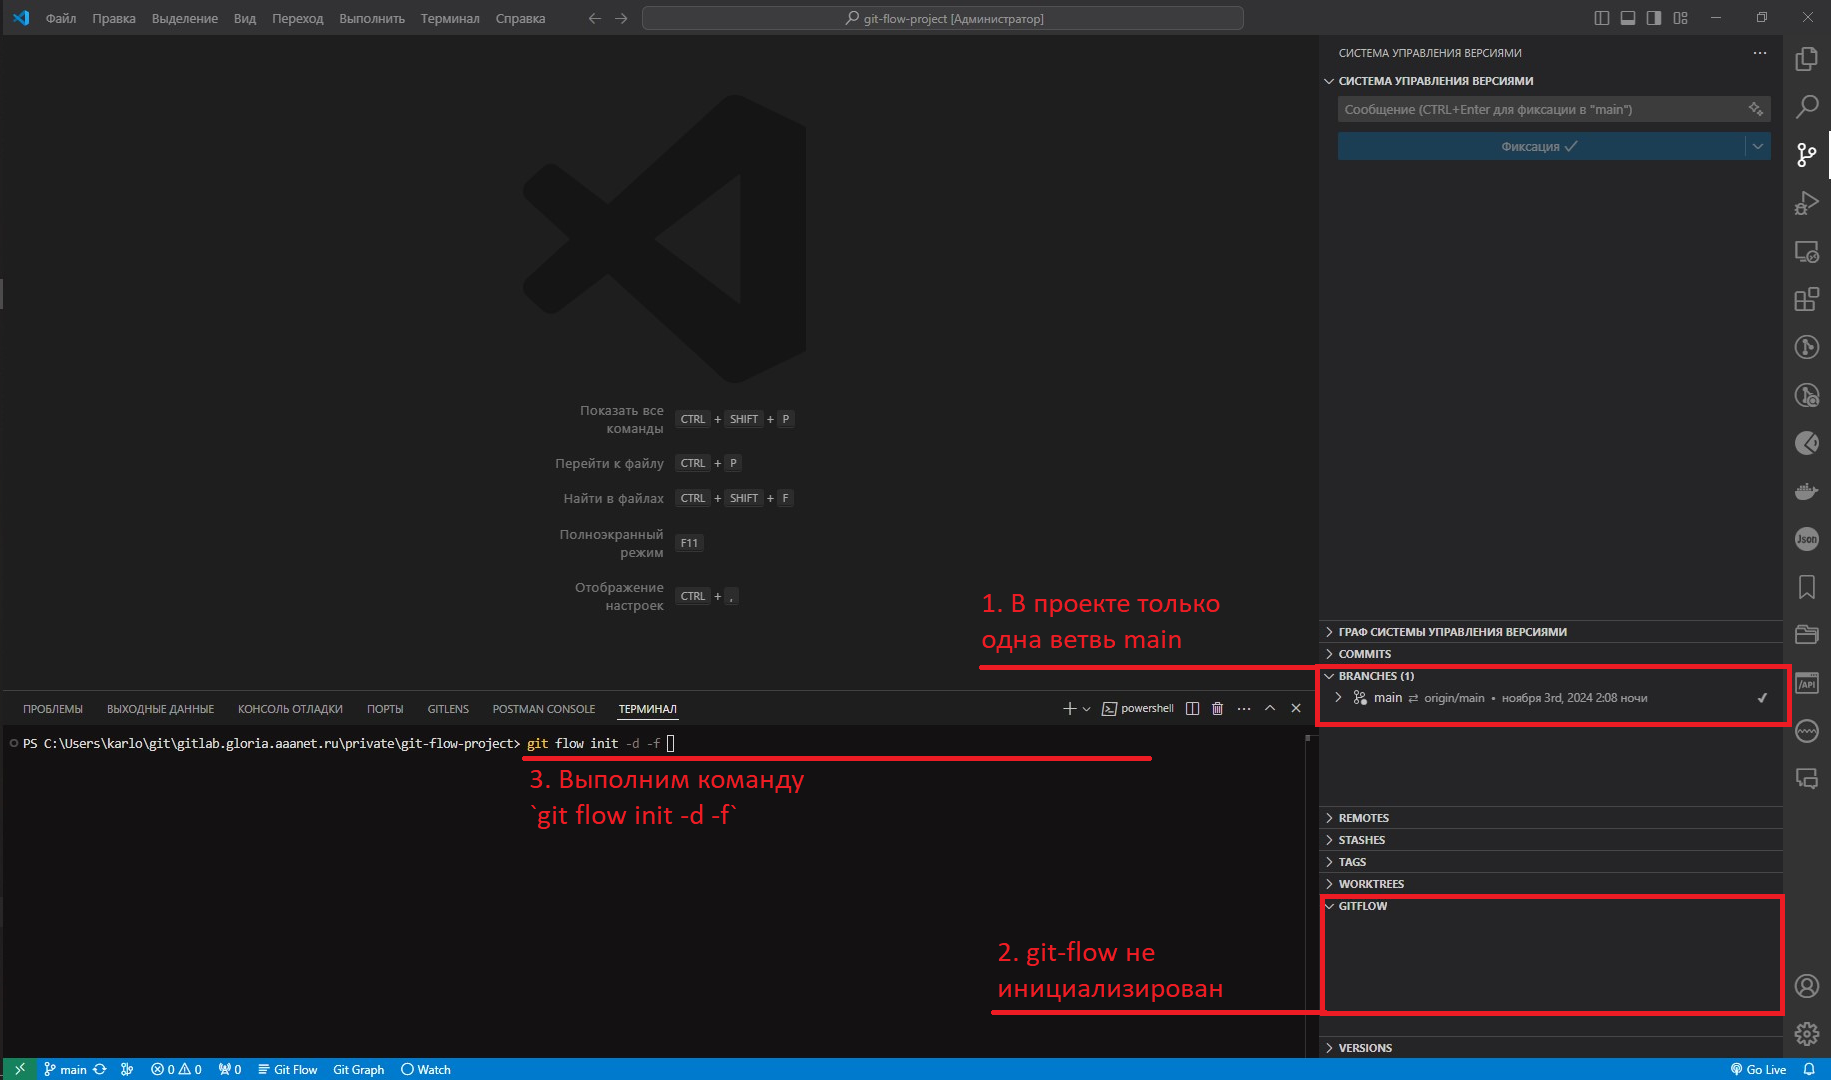 Файл Правка Выделение Вид Переход Выполнить Терминал Справка
git-flow-project [Администратор]
СИСТЕМА УПРАВЛЕНИЯ ВЕРСИЯМИ
СИСТЕМА УПРАВЛЕНИЯ ВЕРСИЯМИ
Сообщение (CTRL+Enter для фиксации в "main")
Фиксация
Показать все
команды CTRL + SHIFT + P
Перейти к файлу CTRL + P
Найти в файлах CTRL + SHIFT + F
Полноэкранный
режим F11
Отображение
настроек CTRL + ,
Json
/API
1. В проекте только
одна ветвь main
ГРАФ СИСТЕМЫ УПРАВЛЕНИЯ ВЕРСИЯМИ
COMMITS
BRANCHES (1)
main ⇄ origin/main • ноября 3rd, 2024 2:08 ночи
ПРОБЛЕМЫ ВЫХОДНЫЕ ДАННЫЕ КОНСОЛЬ ОТЛАДКИ ПОРТЫ GITLENS POSTMAN CONSOLE ТЕРМИНАЛ
powershell
PS C:\Users\karlo\git\gitlab.gloria.aaanet.ru\private\git-flow-project> git flow init -d -f
3. Выполним команду
`git flow init -d -f`
REMOTES
STASHES
TAGS
WORKTREES
GITFLOW
2. git-flow не
инициализирован
VERSIONS
main 0 0 0 Git Flow Git Graph Watch Go Live